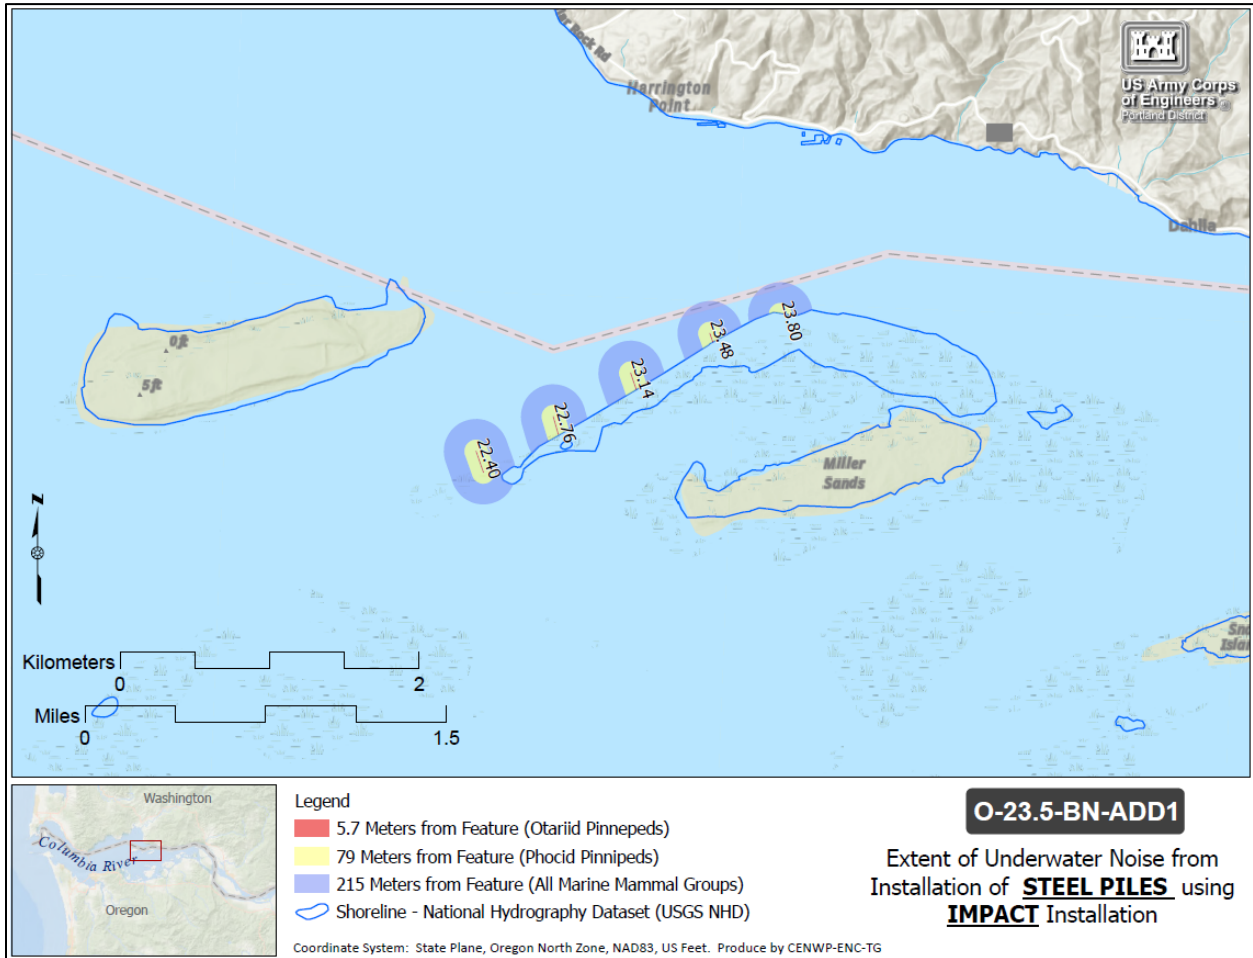 ar Rock Rd
Harrington
Point
US Army Corps
of Engineers ®
Portland District
Dahlia
0 ft
5 ft
23.80
23.48
23.14
22.76
22.40
Miller
Sands
N
Kilometers
0 2
Miles
0 1.5
Washington
Columbia River
Oregon
Legend
5.7 Meters from Feature (Otariid Pinnepeds)
79 Meters from Feature (Phocid Pinnipeds)
215 Meters from Feature (All Marine Mammal Groups)
Shoreline - National Hydrography Dataset (USGS NHD)
Coordinate System: State Plane, Oregon North Zone, NAD83, US Feet. Produce by CENWP-ENC-TG
O-23.5-BN-ADD1
Extent of Underwater Noise from
Installation of STEEL PILES using
IMPACT Installation